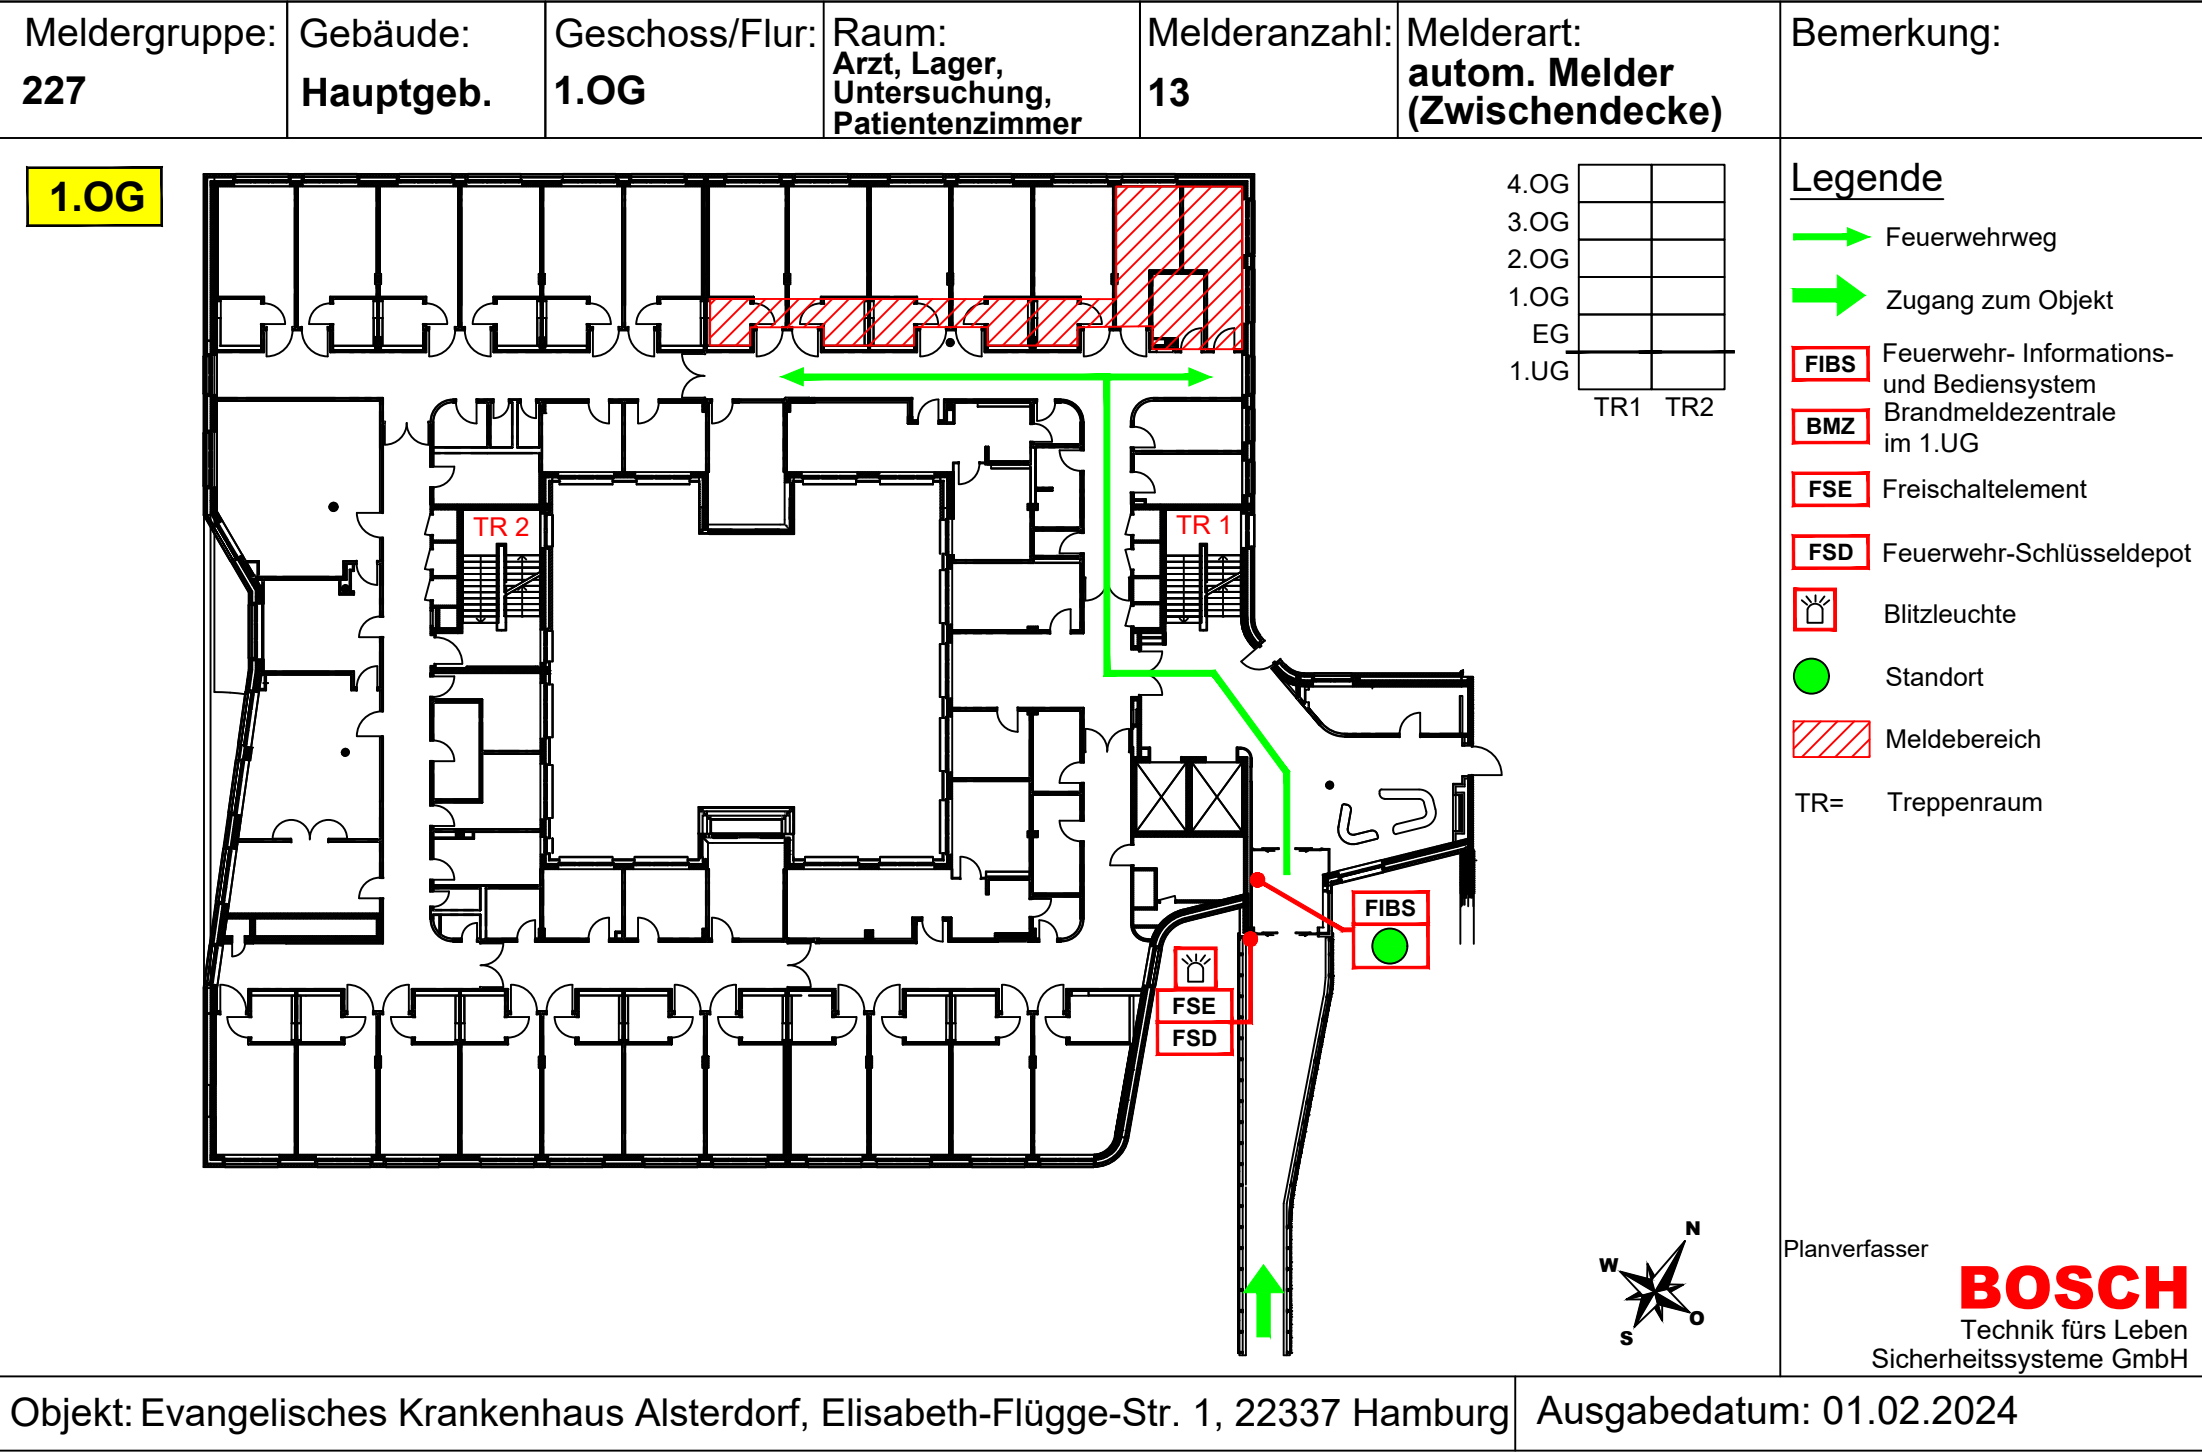 Meldergruppe:
227
Gebäude:
Hauptgeb.
Geschoss/Flur:
1.OG
Raum:
Arzt, Lager,
Untersuchung,
Patientenzimmer
Melderanzahl:
13
Melderart:
autom. Melder
(Zwischendecke)
Bemerkung:
1.OG
4.OG
3.OG
2.OG
1.OG
EG
1.UG
TR1 TR2
Legende
Feuerwehrweg
Zugang zum Objekt
FIBS Feuerwehr- Informations-
und Bediensystem
BMZ Brandmeldezentrale
im 1.UG
FSE Freischaltelement
FSD Feuerwehr-Schlüsseldepot
Blitzleuchte
Standort
Meldebereich
TR= Treppenraum
TR 2
TR 1
FIBS
FSE
FSD
N
W
O
S
Planverfasser
BOSCH
Technik fürs Leben
Sicherheitssysteme GmbH
Objekt: Evangelisches Krankenhaus Alsterdorf, Elisabeth-Flügge-Str. 1, 22337 Hamburg
Ausgabedatum: 01.02.2024